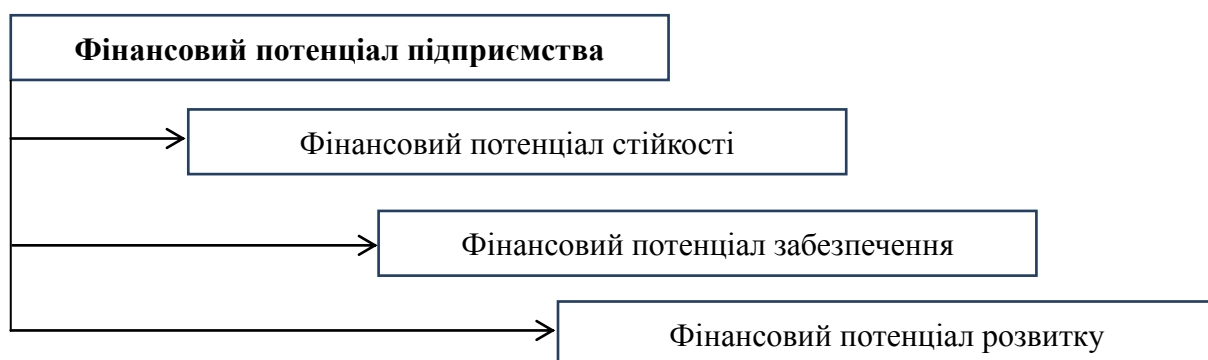 Фінансовий потенціал підприємства
Фінансовий потенціал стійкості
Фінансовий потенціал забезпечення
Фінансовий потенціал розвитку